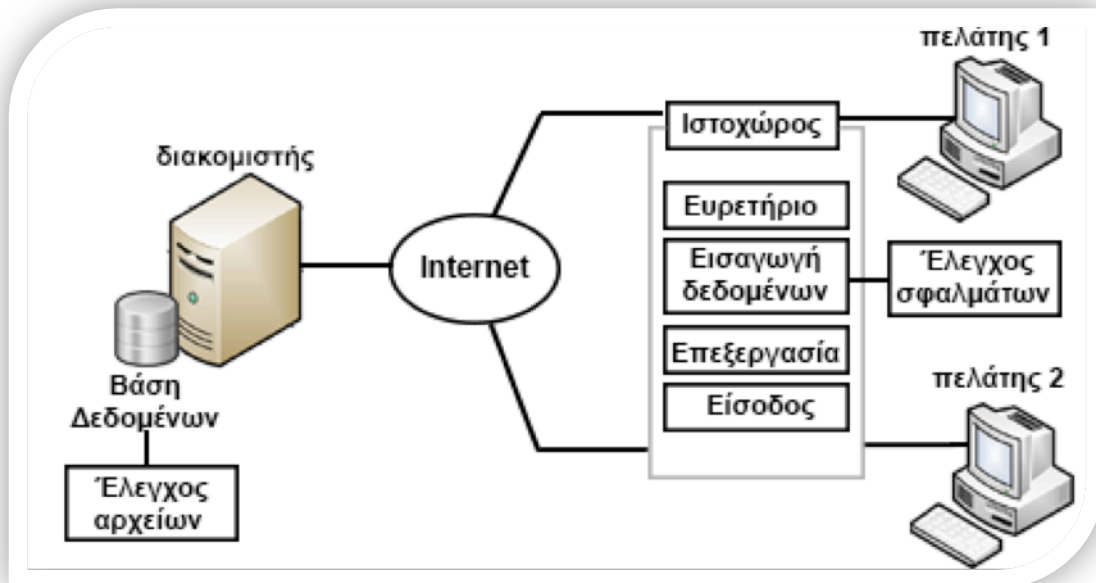 πελάτης 1
Ιστοχώρος
διακομιστής
Ευρετήριο
Internet
Εισαγωγή
δεδομένων
Έλεγχος
σφαλμάτων
Επεξεργασία
Βάση
Δεδομένων
πελάτης 2
Είσοδος
Έλεγχος
αρχείων